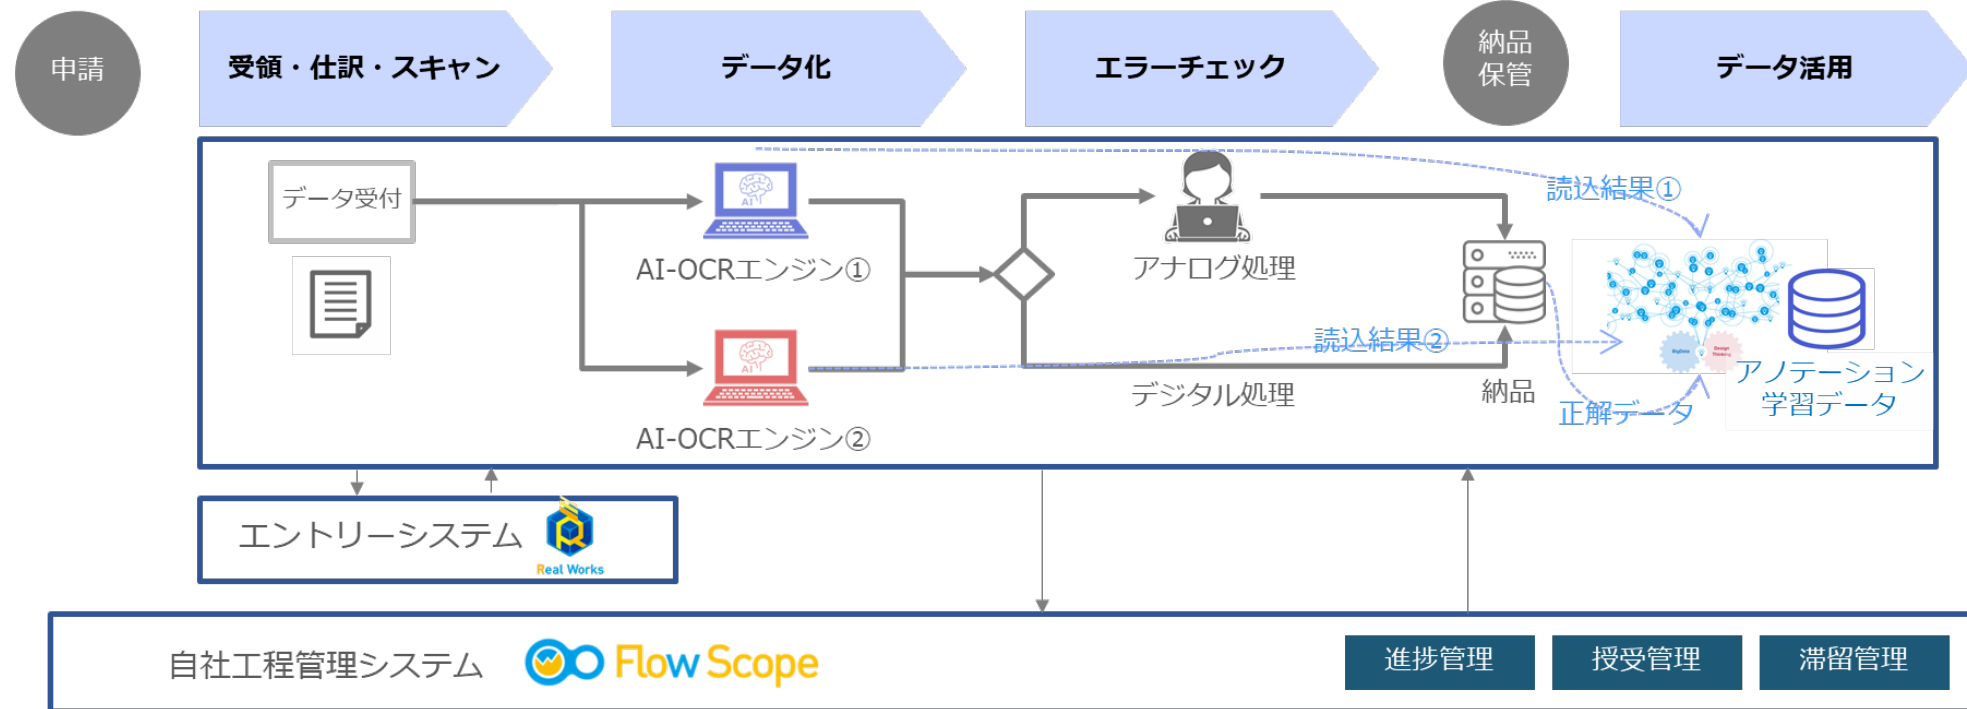 申請
受領・仕訳・スキャン
データ化
エラーチェック
納品
保管
データ活用
データ受付
AI
AI-OCRエンジン①
AI
AI-OCRエンジン②
アナログ処理
デジタル処理
納品
読込結果①
読込結果②
正解データ
BigData
Design
Thinking
アノテーション
学習データ
エントリーシステム
Real Works
自社工程管理システム
Flow Scope
進捗管理
授受管理
滞留管理